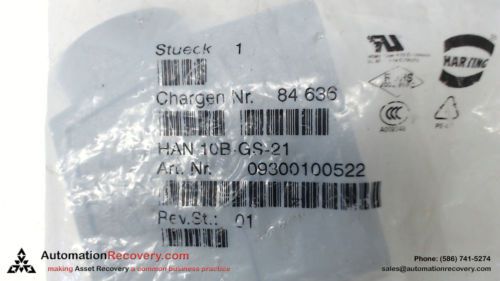 Stueck 1
Chargen Nr. 84 636
HAN 10B-GS-21
Art. Nr. 09300100522
Rev.St.: 01
HARTING
AutomationRecovery.com
making Asset Recovery a common business practice
Phone: (586) 741-5274
sales@automationrecovery.com